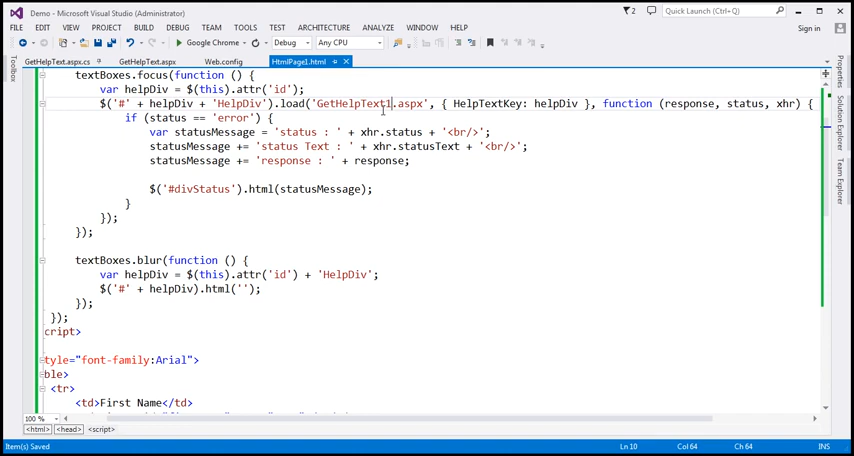 Demo - Microsoft Visual Studio (Administrator)
2
Quick Launch (Ctrl+Q)
FILE EDIT VIEW PROJECT BUILD DEBUG TEAM TOOLS TEST ARCHITECTURE ANALYZE WINDOW HELP
Sign in
Google Chrome Debug Any CPU
Toolbox
GetHelpText.aspx.cs GetHelpText.aspx Web.config HtmlPage1.html
textBoxes.focus(function () {
var helpDiv = $(this).attr('id');
$('#' + helpDiv + 'HelpDiv').load('GetHelpText1.aspx', { HelpTextKey: helpDiv }, function (response, status, xhr) {
if (status == 'error') {
var statusMessage = 'status : ' + xhr.status + '<br/>';
statusMessage += 'status Text : ' + xhr.statusText + '<br/>';
statusMessage += 'response : ' + response;
$('#divStatus').html(statusMessage);
}
});
});
textBoxes.blur(function () {
var helpDiv = $(this).attr('id') + 'HelpDiv';
$('#' + helpDiv).html('');
});
});
cript>
tyle="font-family:Arial">
ble>
<tr>
<td>First Name</td>
Properties
Solution Explorer
Team Explorer
100 %
<html> <head> <script>
Item(s) Saved Ln 10 Col 64 Ch 64 INS